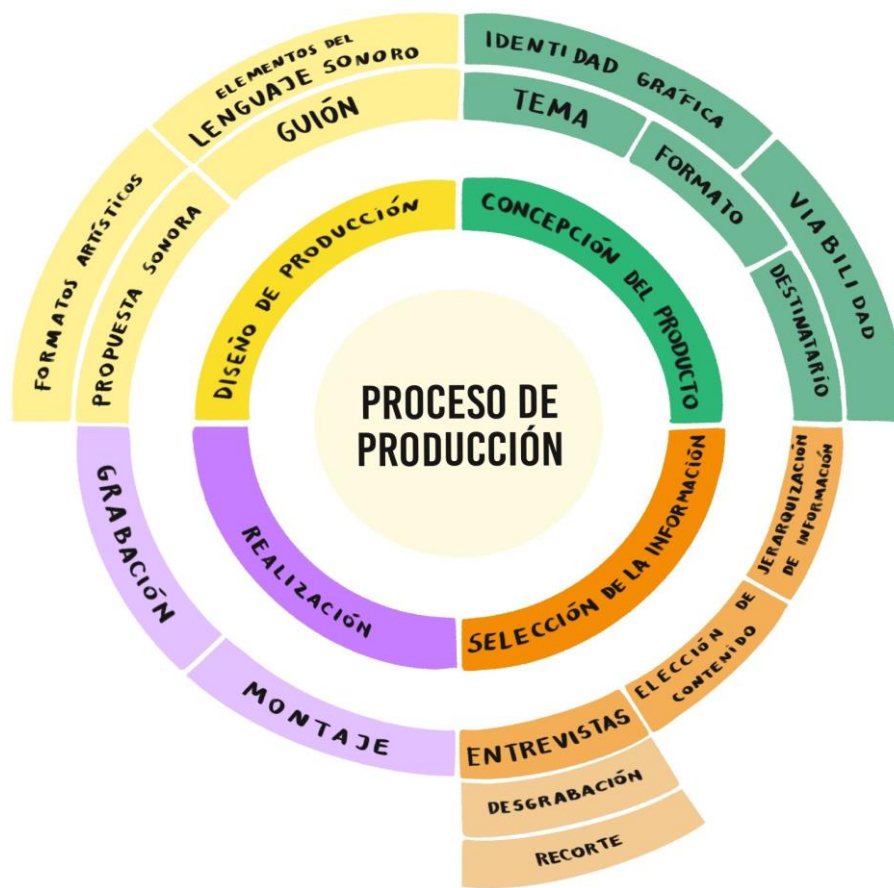 PROCESO DE
PRODUCCIÓN
CONCEPCIÓN DEL PRODUCTO
TEMA
FORMATO
DESTINATARIO
IDENTIDAD GRÁFICA
VIABILIDAD
SELECCIÓN DE LA INFORMACIÓN
JERARQUIZACIÓN
DE INFORMACIÓN
ELECCIÓN DE
CONTENIDO
ENTREVISTAS
DESGRABACIÓN
RECORTE
REALIZACIÓN
MONTAJE
GRABACIÓN
DISEÑO DE PRODUCCIÓN
PROPUESTA SONORA
GUIÓN
FORMATOS ARTÍSTICOS
ELEMENTOS DEL
LENGUAJE SONORO